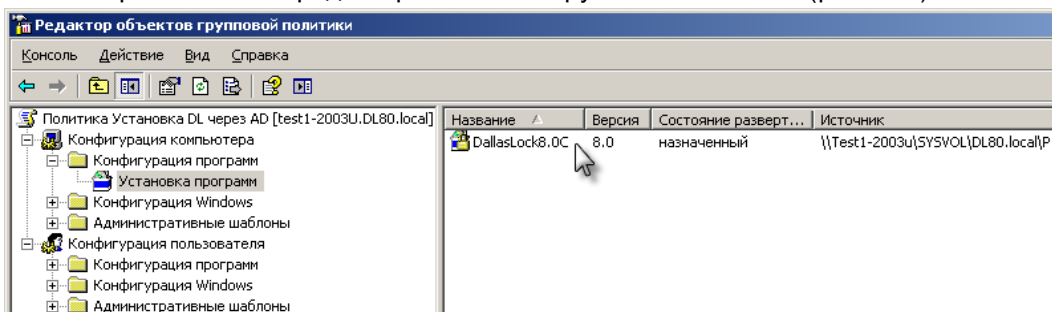 Редактор объектов групповой политики
Консоль Действие Вид Справка
Политика Установка DL через AD [test1-2003U.DL80.local]
Конфигурация компьютера
Конфигурация программ
Установка программ
Конфигурация Windows
Административные шаблоны
Конфигурация пользователя
Конфигурация программ
Конфигурация Windows
Административные шаблоны
Название Версия Состояние разверт... Источник
DallasLock8.0C 8.0 назначенный \\Test1-2003u\SYSVOL\DL80.local\P